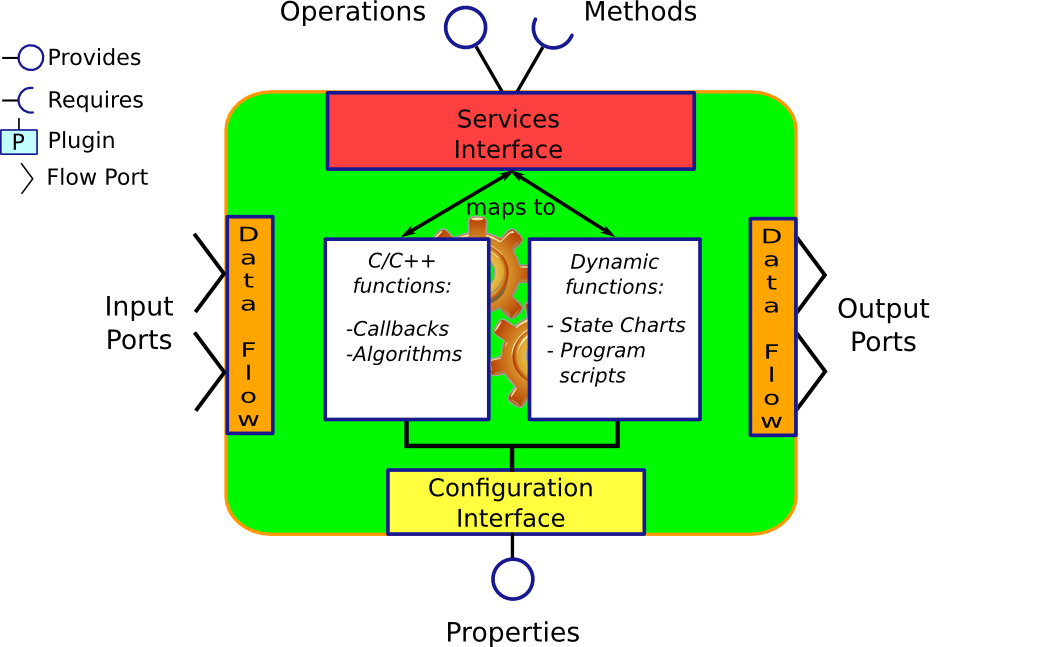 Operations
Methods
Provides
Requires
P
Plugin
Flow Port
Services
Interface
maps to
Data Flow
C/C++
functions:
-Callbacks
-Algorithms
Dynamic
functions:
- State Charts
- Program
scripts
Data Flow
Input
Ports
Output
Ports
Configuration
Interface
Properties